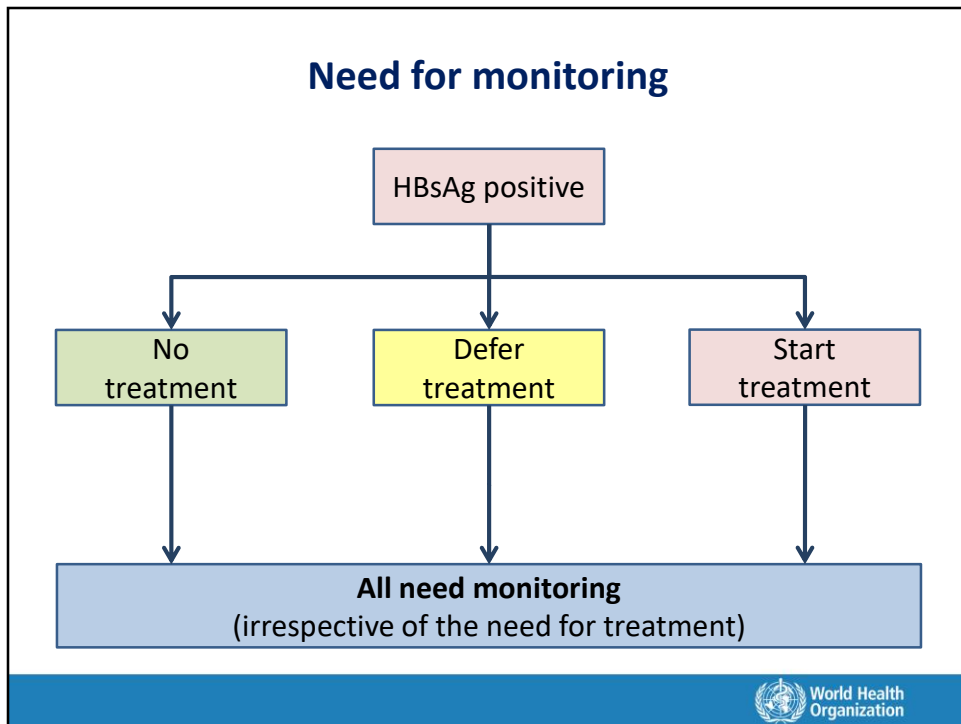 Need for monitoring
HBsAg positive
No
treatment
Defer
treatment
Start
treatment
All need monitoring
(irrespective of the need for treatment)
World Health
Organization